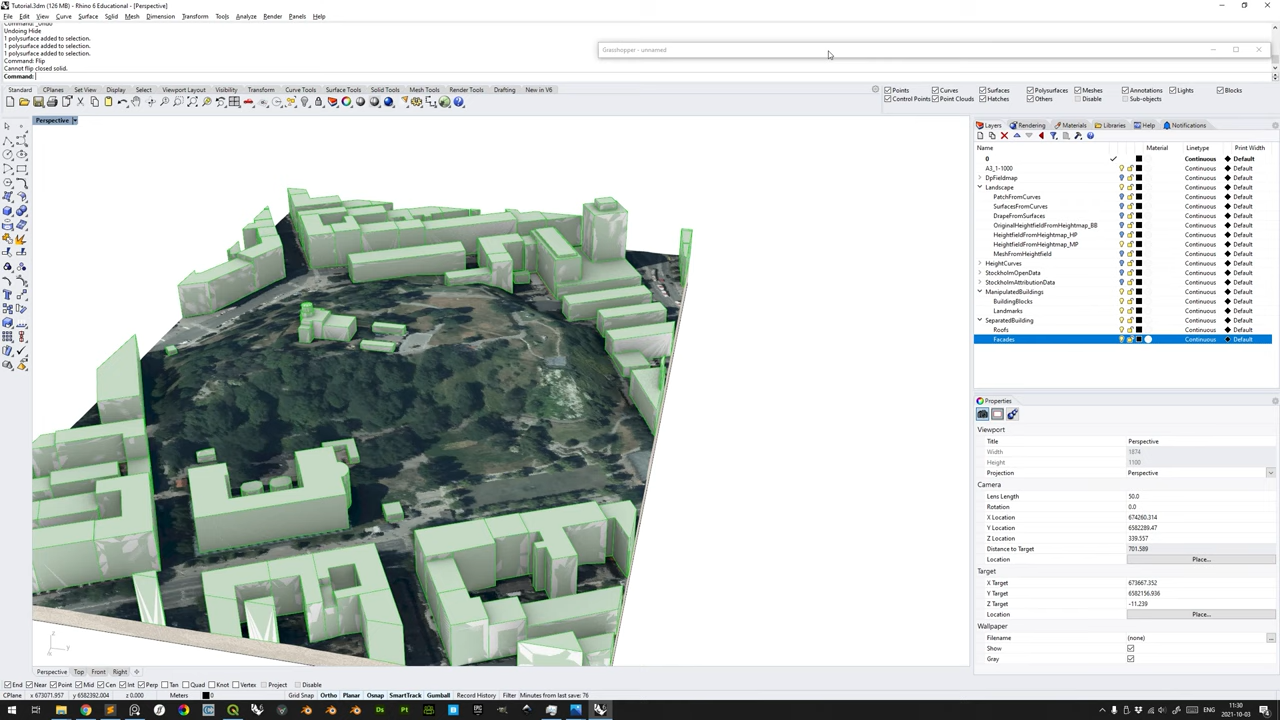 Tutorial.3dm (126 MB) - Rhino 6 Educational - [Perspective]
File Edit View Curve Surface Solid Mesh Dimension Transform Tools Analyze Render Panels Help
Command: _Undo
Undoing Hide
1 polysurface added to selection.
1 polysurface added to selection.
1 polysurface added to selection.
Command: Flip
Cannot flip closed solid.
Command:
Grasshopper - unnamed
Standard CPlanes Set View Display Select Viewport Layout Visibility Transform Curve Tools Surface Tools Solid Tools Mesh Tools Render Tools Drafting New in V6
Points Curves Surfaces Polysurfaces Meshes Annotations Lights Blocks
Control Points Point Clouds Hatches Others Disable Sub-objects
Perspective
Layers Rendering Materials Libraries Help Notifications
Name Material Linetype Print Width
0 Continuous Default
A3_1-1000 Continuous Default
DpFieldmap Continuous Default
Landscape Continuous Default
PatchFromCurves Continuous Default
SurfacesFromCurves Continuous Default
DrapeFromSurfaces Continuous Default
OriginalHeightfieldFromHeightmap_BB Continuous Default
HeightfieldFromHeightmap_HP Continuous Default
HeightfieldFromHeightmap_MP Continuous Default
MeshFromHeightfield Continuous Default
HeightCurves Continuous Default
StockholmOpenData Continuous Default
StockholmAttributionData Continuous Default
ManipulatedBuildings Continuous Default
BuildingBlocks Continuous Default
Landmarks Continuous Default
SeparatedBuilding Continuous Default
Roofs Continuous Default
Facades Continuous Default
Properties
Viewport
Title Perspective
Width 1874
Height 1100
Projection Perspective
Camera
Lens Length 50.0
Rotation 0.0
X Location 674260.314
Y Location 6582289.47
Z Location 339.557
Distance to Target 701.589
Location Place...
Target
X Target 673667.352
Y Target 6582156.936
Z Target -11.239
Location Place...
Wallpaper
Filename (none)
Show
Gray
Perspective Top Front Right
End Near Point Mid Cen Int Perp Tan Quad Knot Vertex Project Disable
CPlane x 673071.957 y 6582392.004 z 0.000 Meters 0 Grid Snap Ortho Planar Osnap SmartTrack Gumball Record History Filter Minutes from last save: 76
ENG 11:30
2021-10-03